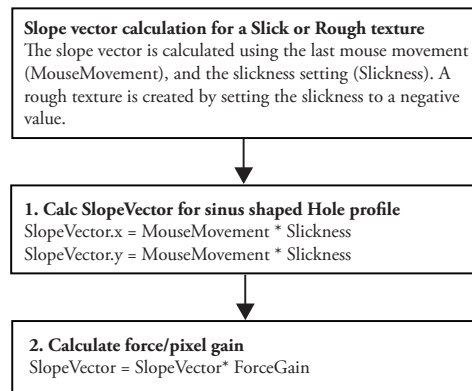 Slope vector calculation for a Slick or Rough texture
The slope vector is calculated using the last mouse movement
(MouseMovement), and the slickness setting (Slickness). A
rough texture is created by setting the slickness to a negative
value.
1. Calc SlopeVector for sinus shaped Hole profile
SlopeVector.x = MouseMovement * Slickness
SlopeVector.y = MouseMovement * Slickness
2. Calculate force/pixel gain
SlopeVector = SlopeVector* ForceGain